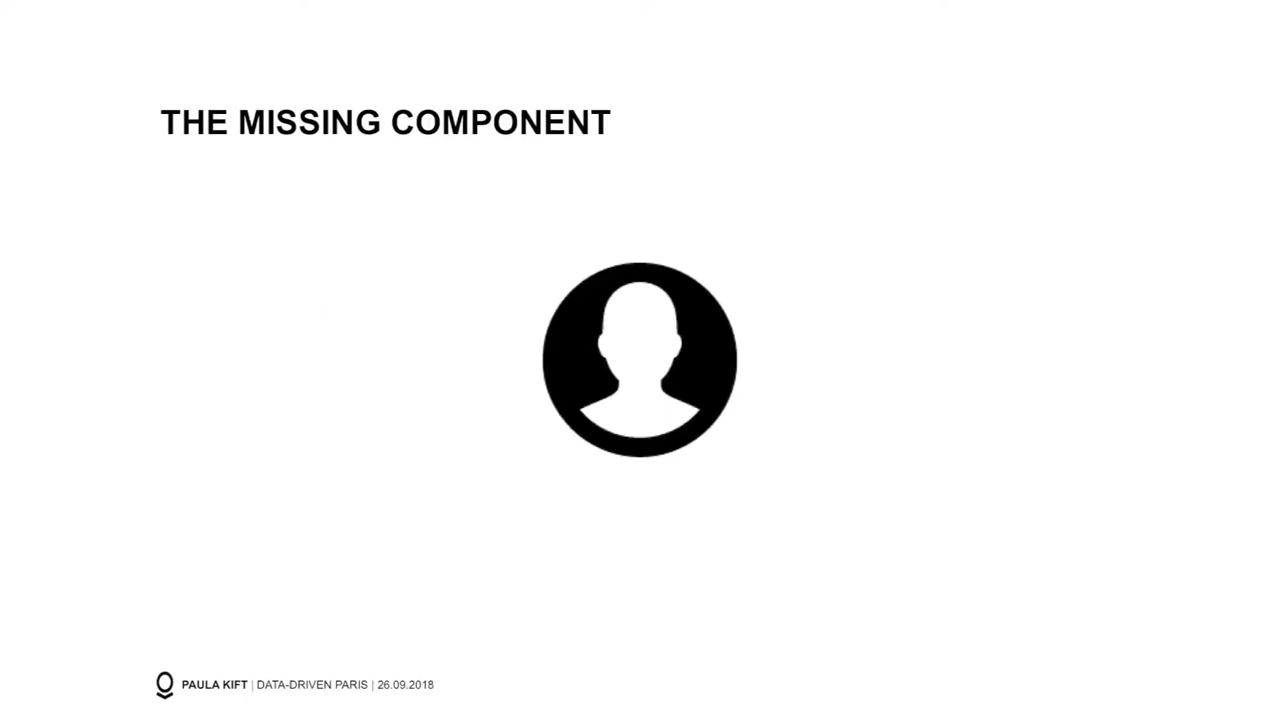 THE MISSING COMPONENT
PAULA KIFT | DATA-DRIVEN PARIS | 26.09.2018